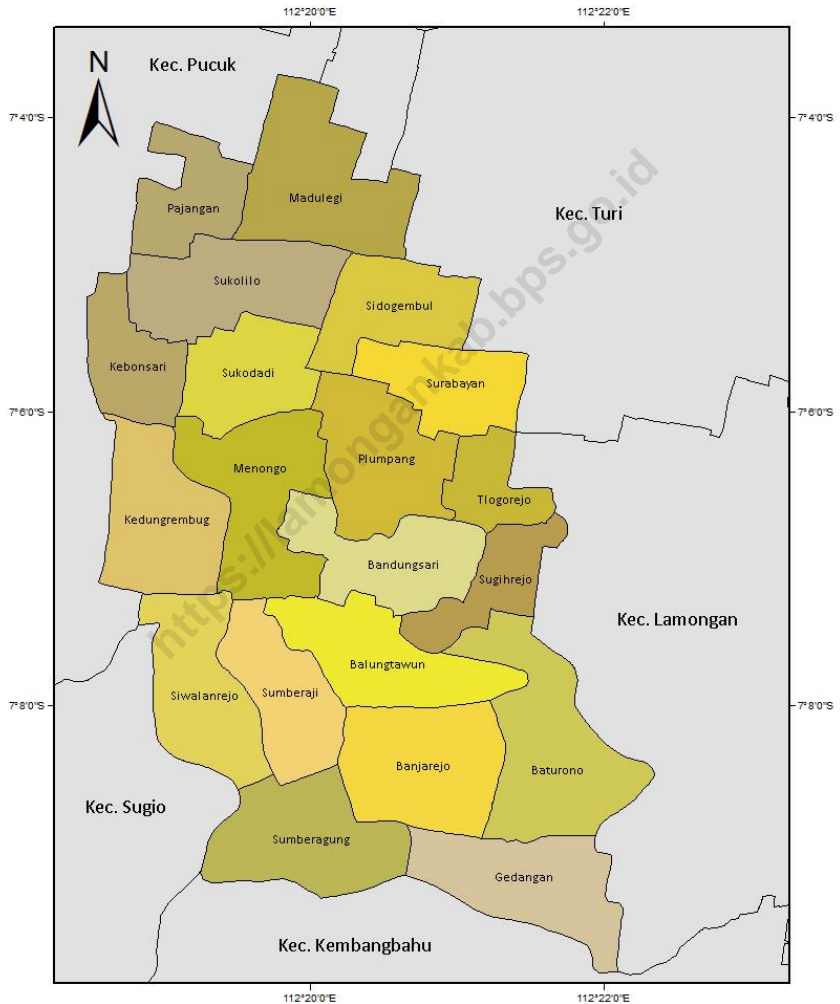 112°20'0"E
112°22'0"E
Kec. Pucuk
N
7°4'0"S
7°4'0"S
Madulegi
Pajangan
Kec. Turi
Sukolilo
Sidogembul
Kebonsari
Sukodadi
Surabayan
7°6'0"S
7°6'0"S
Menongo
Plumpang
Tlogorejo
Kedungrembug
Bandungsari
Sugihrejo
Kec. Lamongan
Balungtawun
Siwalanrejo
Sumberaji
7°8'0"S
7°8'0"S
Banjarejo
Baturono
Kec. Sugio
Sumberagung
Gedangan
Kec. Kembangbahu
112°20'0"E
112°22'0"E
https://lamongankab.bps.go.id